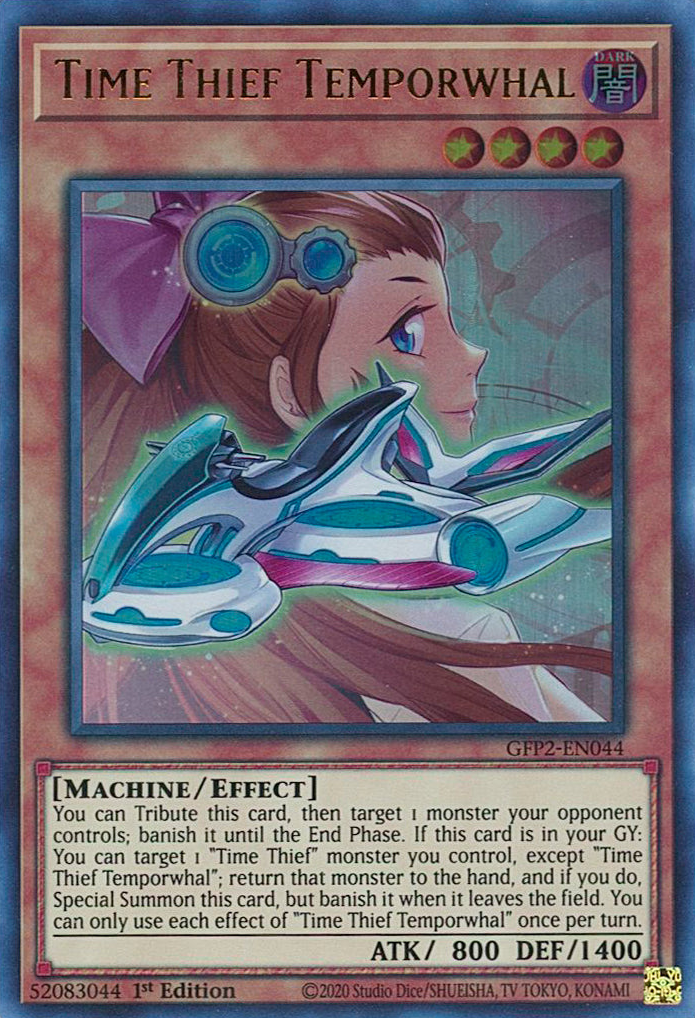 TIME THIEF TEMPORWHAL
DARK
闇
GFP2-EN044
[MACHINE/EFFECT]
You can Tribute this card, then target 1 monster your opponent
controls; banish it until the End Phase. If this card is in your GY:
You can target 1 "Time Thief" monster you control, except "Time
Thief Temporwhal"; return that monster to the hand, and if you do,
Special Summon this card, but banish it when it leaves the field. You
can only use each effect of "Time Thief Temporwhal" once per turn.
ATK/ 800 DEF/1400
52083044 1st Edition ©2020 Studio Dice/SHUEISHA, TV TOKYO, KONAMI